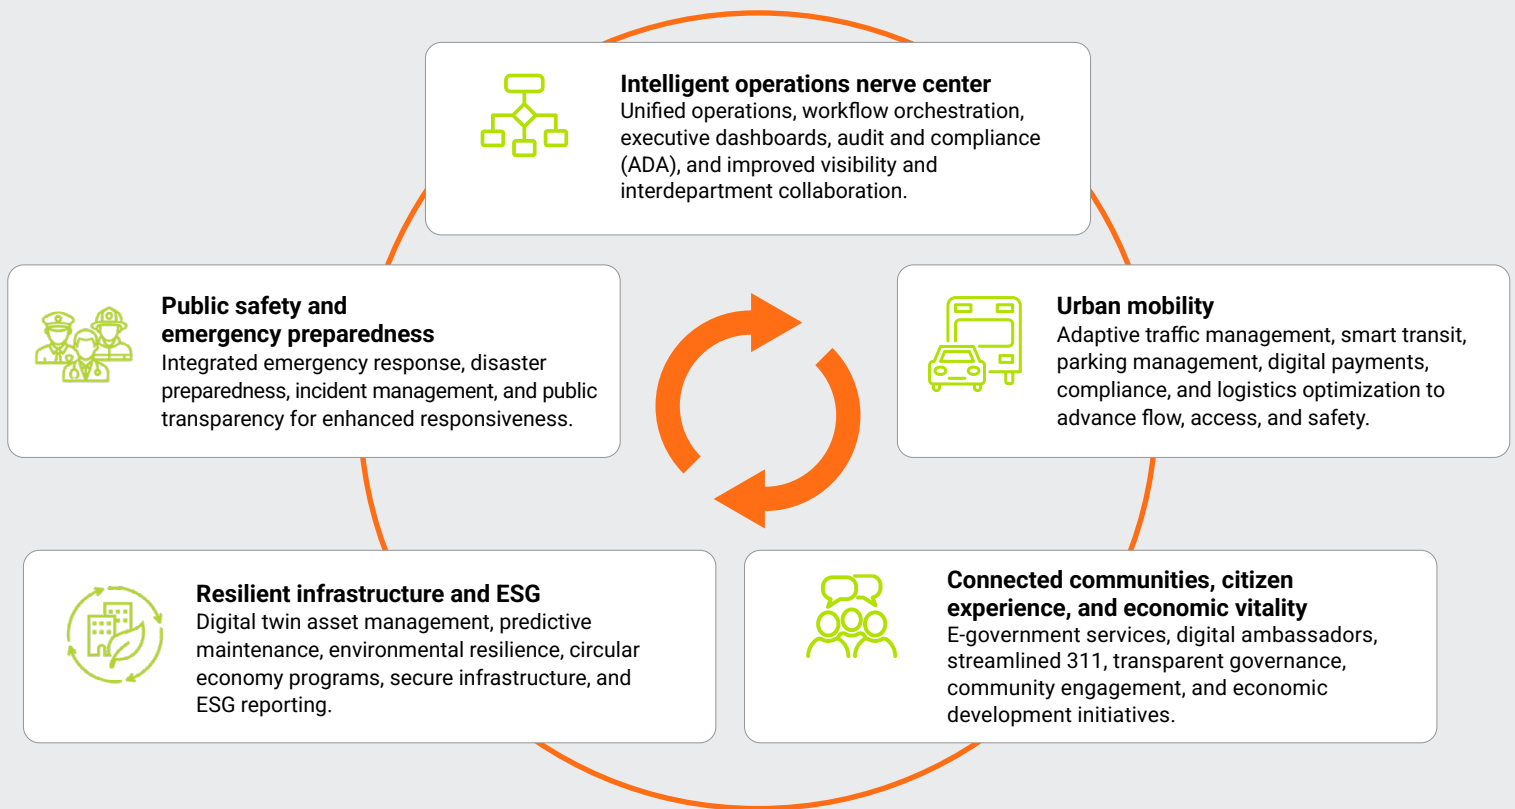 Intelligent operations nerve center
Unified operations, workflow orchestration,
executive dashboards, audit and compliance
(ADA), and improved visibility and
interdepartment collaboration.
Public safety and
emergency preparedness
Integrated emergency response, disaster
preparedness, incident management, and public
transparency for enhanced responsiveness.
Urban mobility
Adaptive traffic management, smart transit,
parking management, digital payments,
compliance, and logistics optimization to
advance flow, access, and safety.
Resilient infrastructure and ESG
Digital twin asset management, predictive
maintenance, environmental resilience, circular
economy programs, secure infrastructure, and
ESG reporting.
Connected communities, citizen
experience, and economic vitality
E-government services, digital ambassadors,
streamlined 311, transparent governance,
community engagement, and economic
development initiatives.